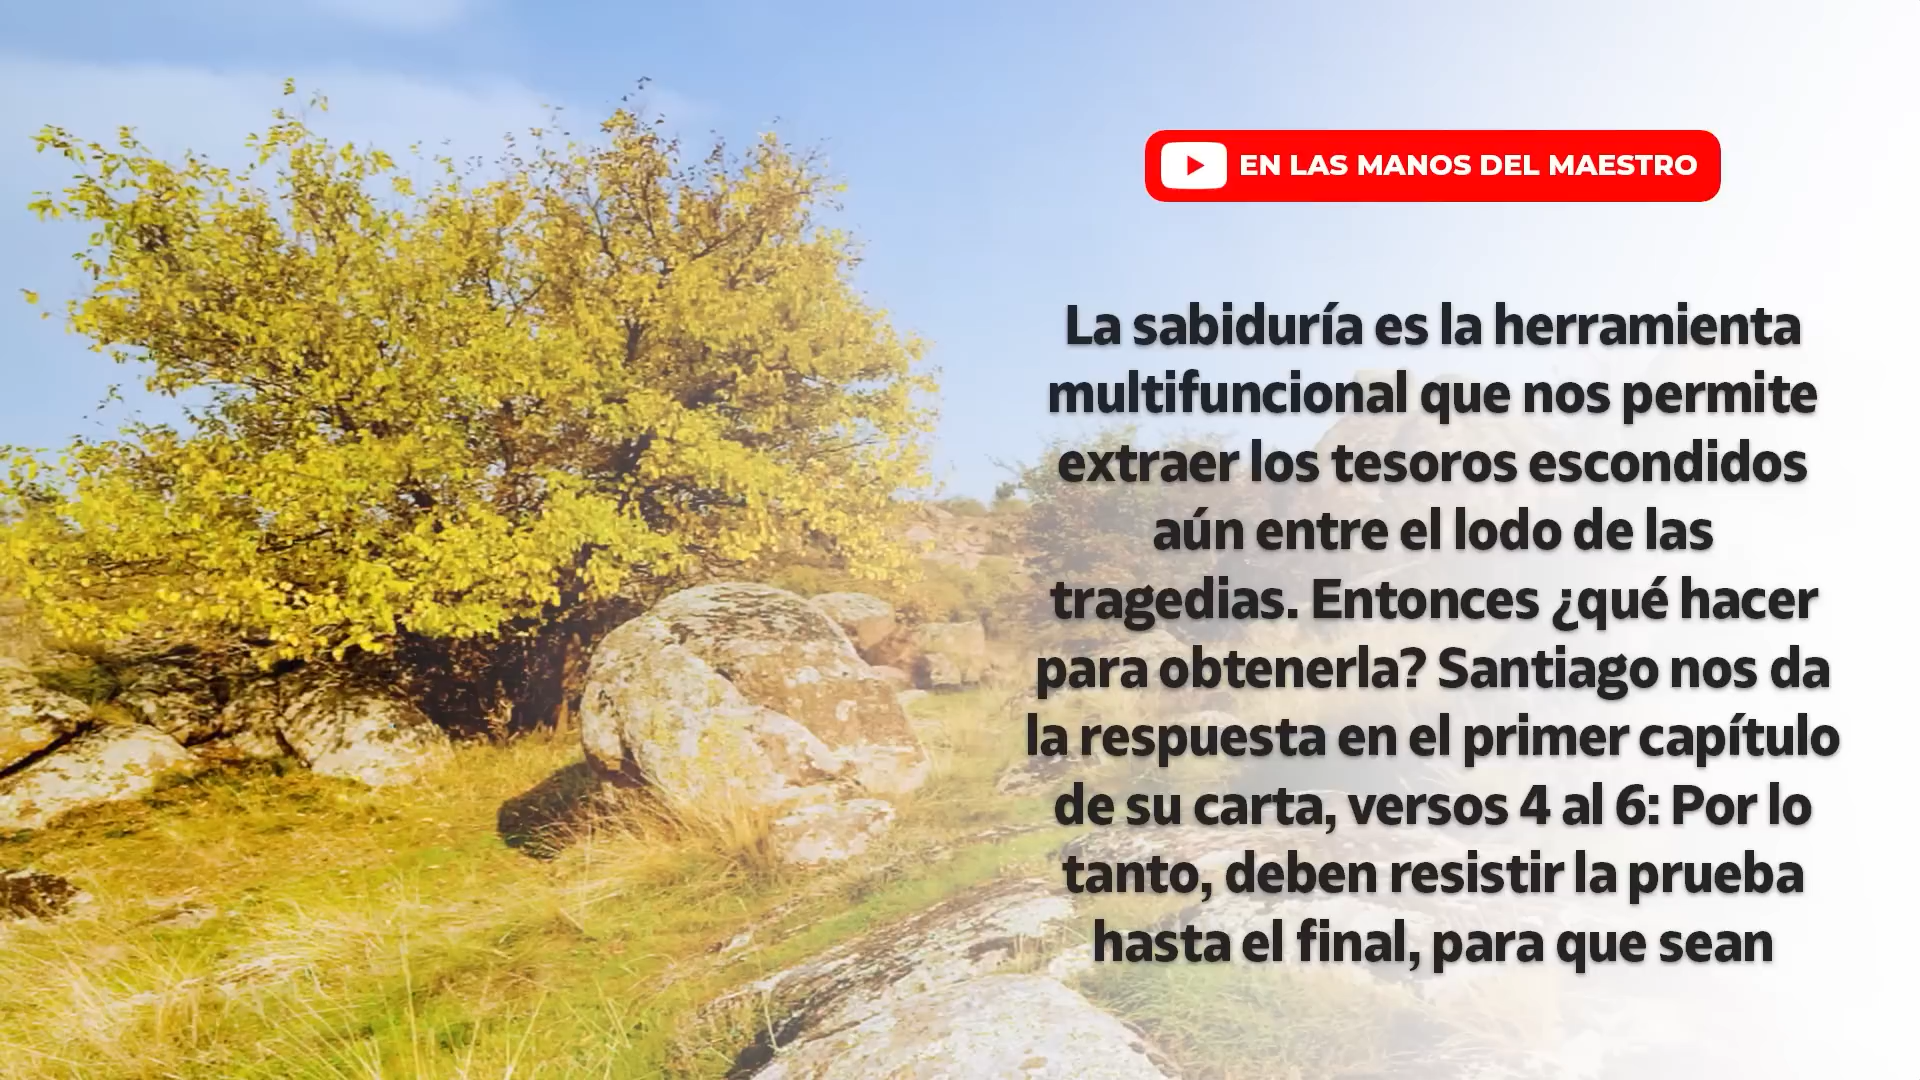 EN LAS MANOS DEL MAESTRO
La sabiduría es la herramienta
multifuncional que nos permite
extraer los tesoros escondidos
aún entre el lodo de las
tragedias. Entonces ¿qué hacer
para obtenerla? Santiago nos da
la respuesta en el primer capítulo
de su carta, versos 4 al 6: Por lo
tanto, deben resistir la prueba
hasta el final, para que sean